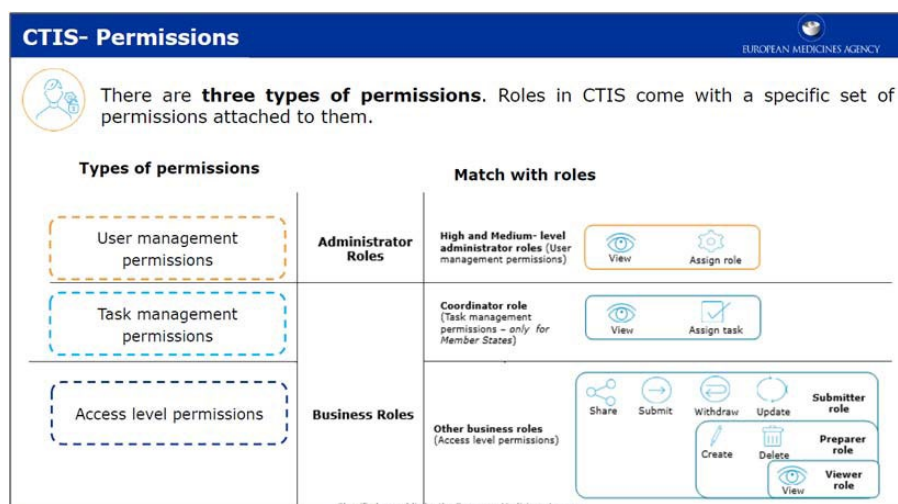 CTIS- Permissions
EUROPEAN MEDICINES AGENCY
There are three types of permissions. Roles in CTIS come with a specific set of
permissions attached to them.
Types of permissions
Match with roles
User management
permissions
Administrator
Roles
High and Medium- level
administrator roles (User
management permissions)
View
Assign role
Task management
permissions
Coordinator role
(Task management
permissions – only for
Member States)
View
Assign task
Access level permissions
Business Roles
Other business roles
(Access level permissions)
Share
Submit
Withdraw
Update
Submitter
role
Create
Delete
Preparer
role
View
Viewer
role